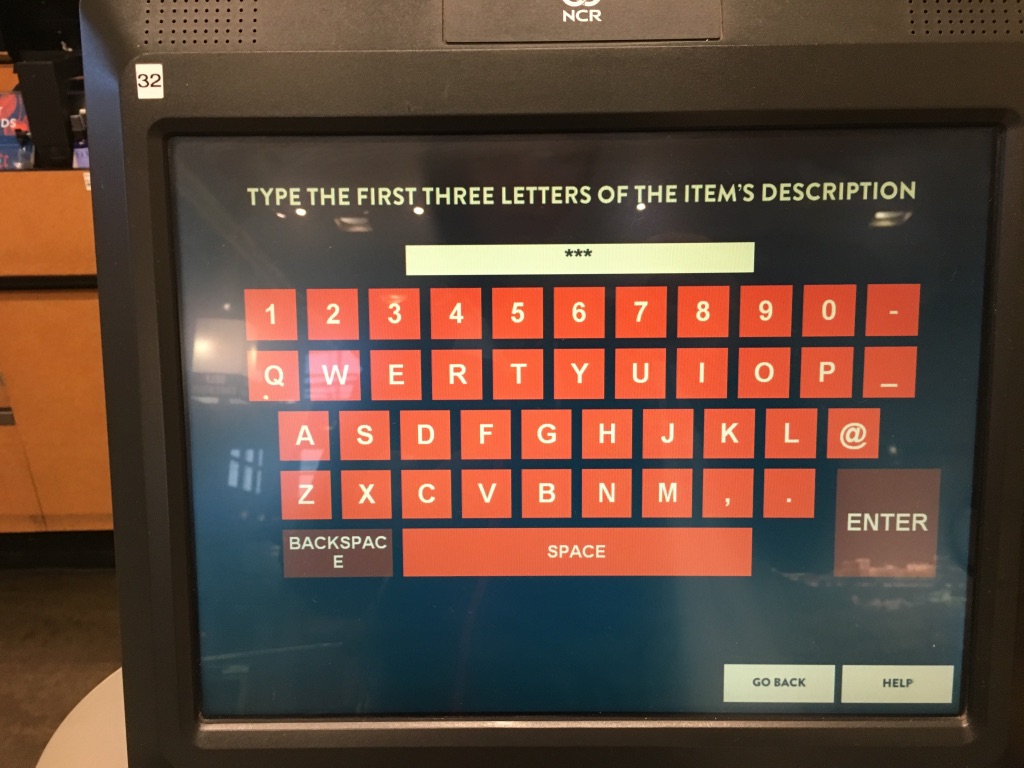 NCR
32
DS
TYPE THE FIRST THREE LETTERS OF THE ITEM'S DESCRIPTION
***
1 2 3 4 5 6 7 8 9 0 -
Q W E R T Y U I O P _
A S D F G H J K L @
Z X C V B N M , .
ENTER
BACKSPAC
E
SPACE
GO BACK HELP